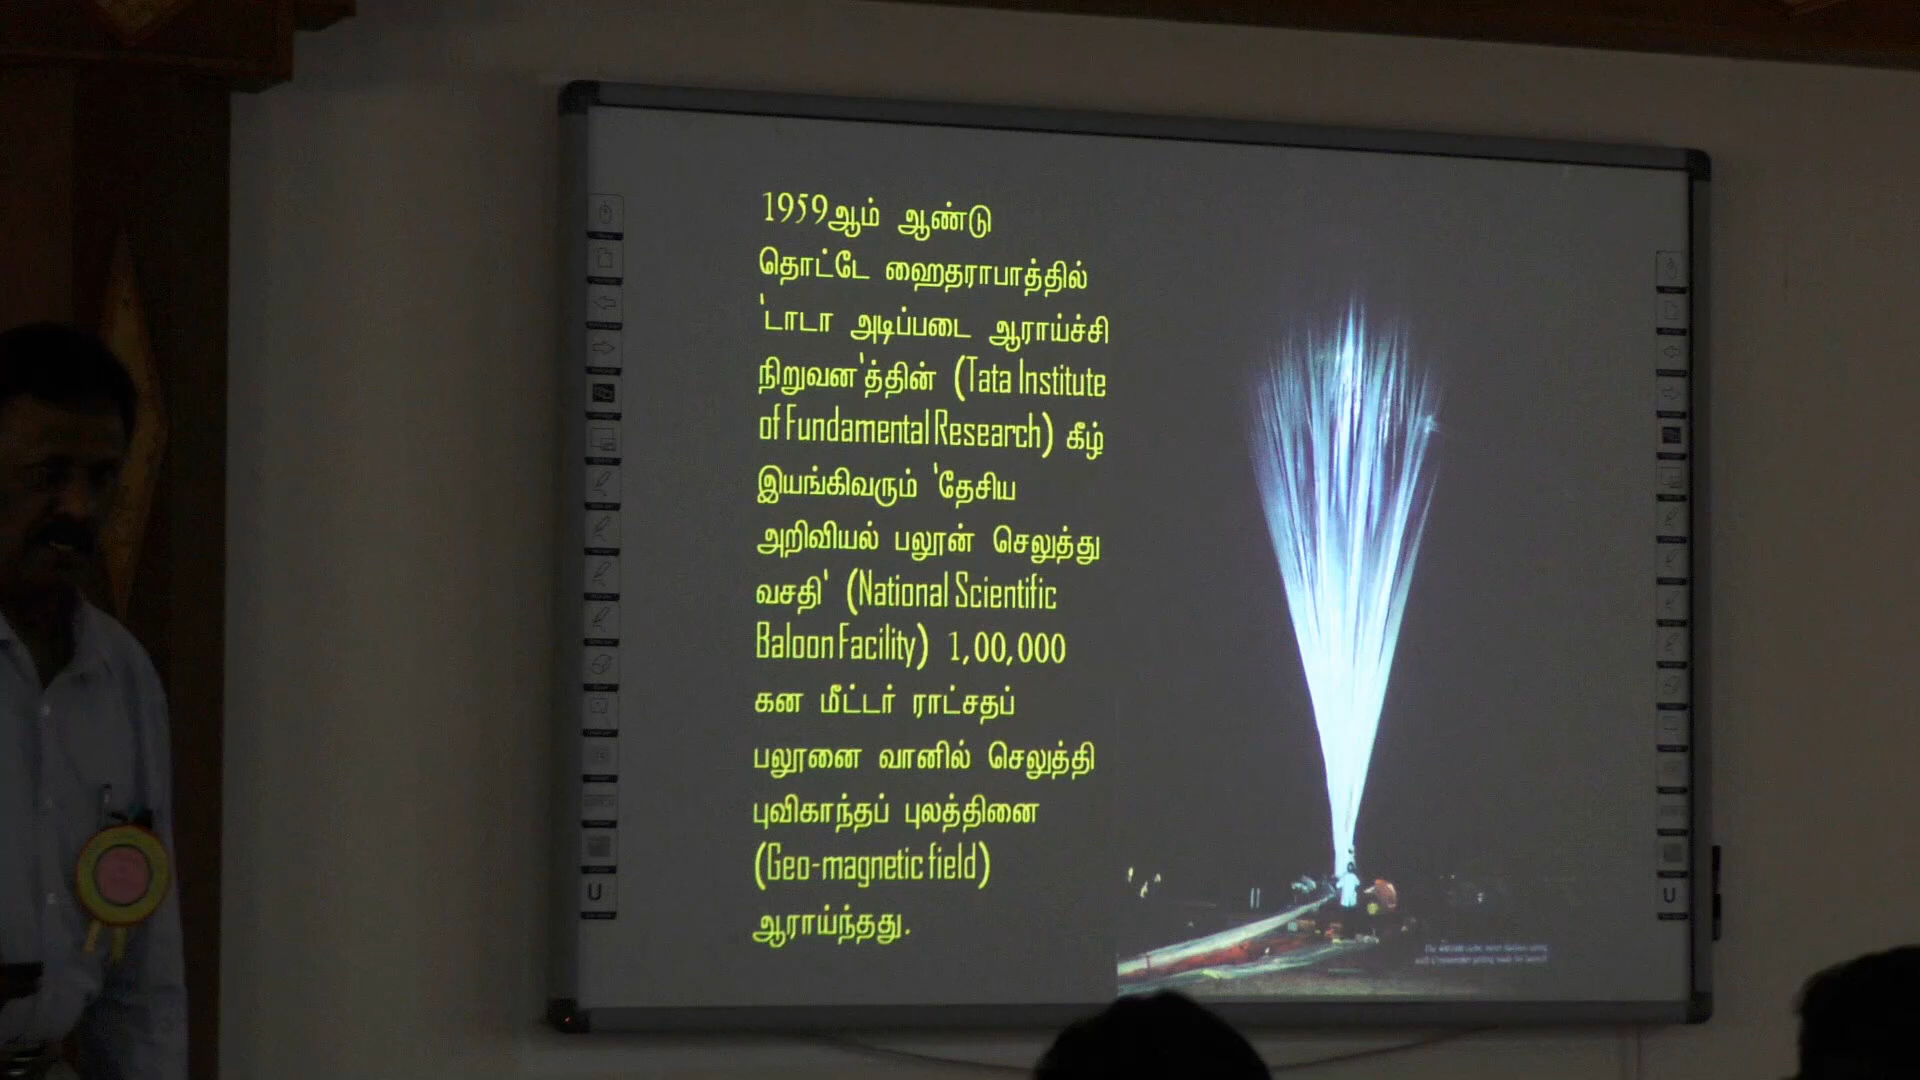 1959ஆம் ஆண்டு
தொட்டே ஹைதராபாத்தில்
'டாடா அடிப்படை ஆராய்ச்சி
நிறுவன'த்தின் (Tata Institute
of Fundamental Research) கீழ்
இயங்கிவரும் 'தேசிய
அறிவியல் பலூன் செலுத்து
வசதி' (National Scientific
Baloon Facility) 1,00,000
கன மீட்டர் ராட்சதப்
பலூனை வானில் செலுத்தி
புவிகாந்தப் புலத்தினை
(Geo-magnetic field)
ஆராய்ந்தது.